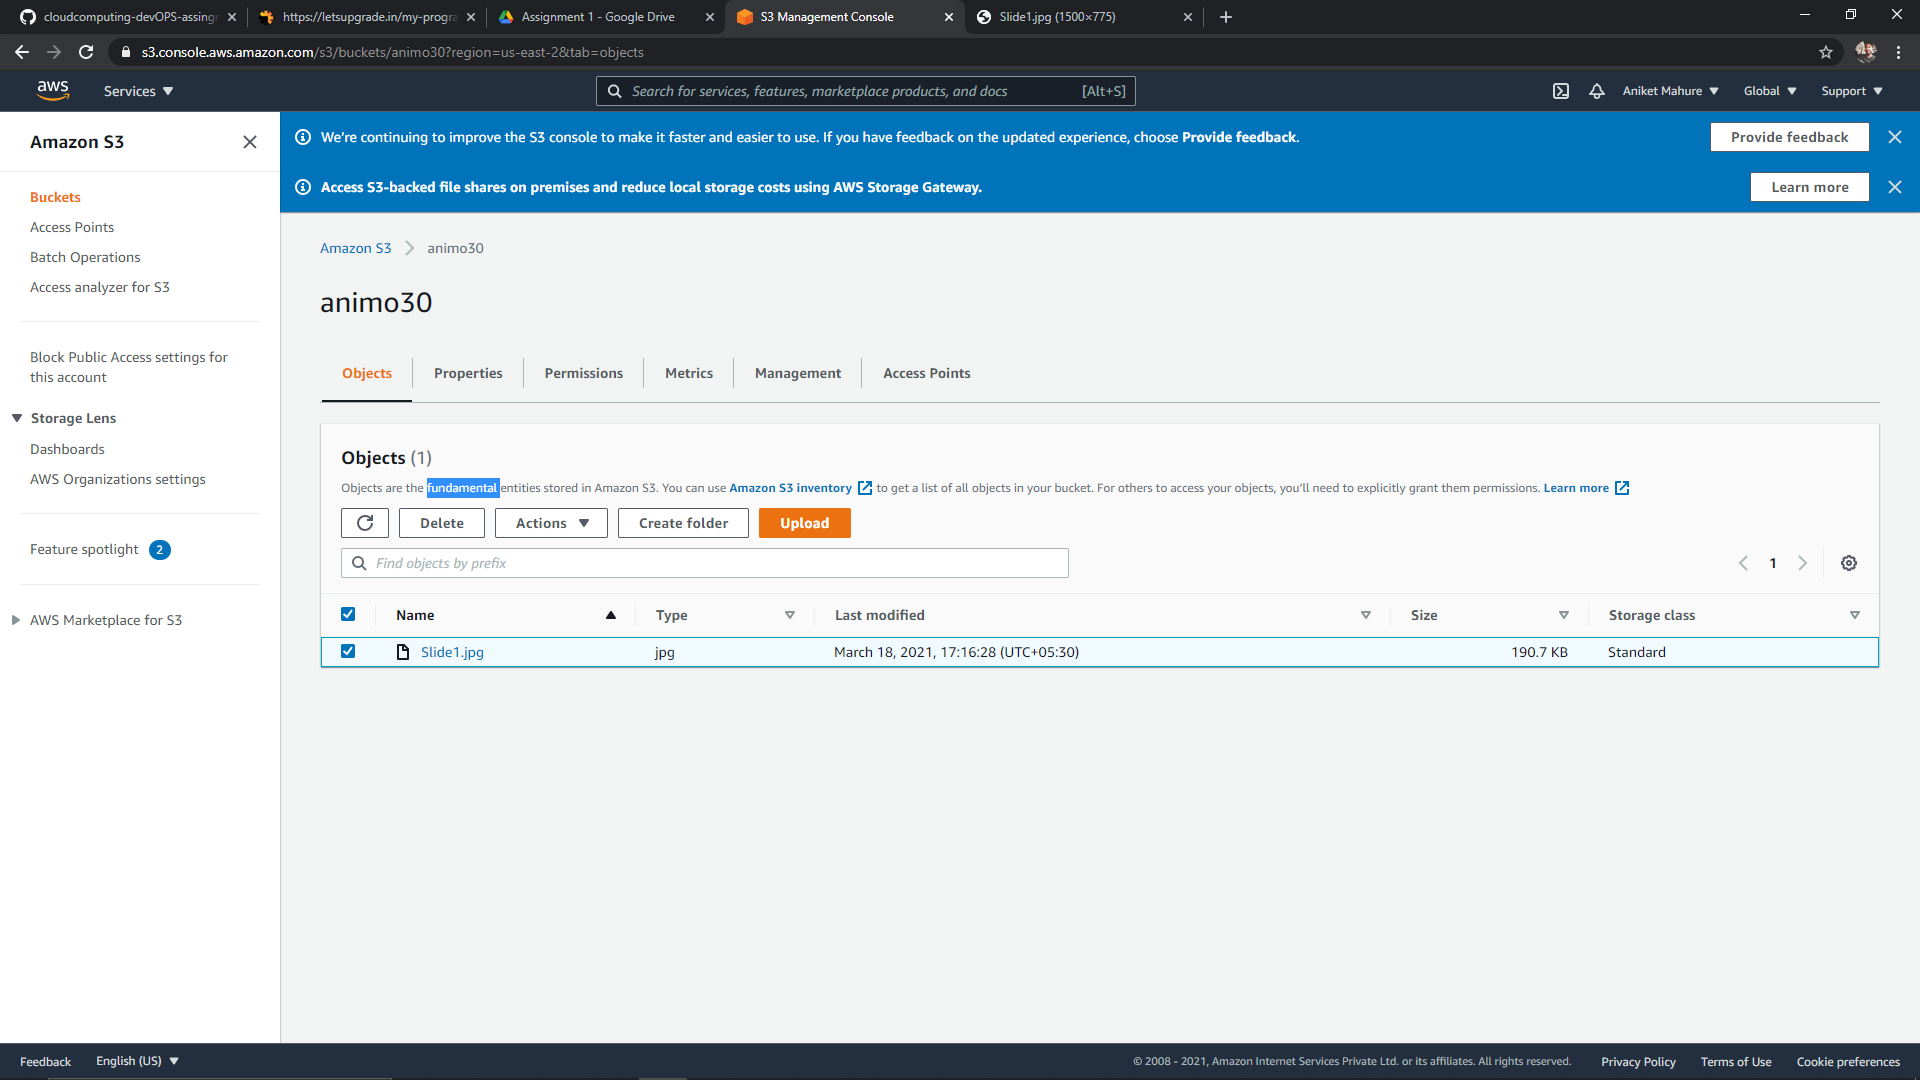 cloudcomputing-devOPS-assingn
https://letsupgrade.in/my-progra
Assignment 1 - Google Drive
S3 Management Console
Slide1.jpg (1500×775)
s3.console.aws.amazon.com/s3/buckets/animo30?region=us-east-2&tab=objects
aws
Services
Search for services, features, marketplace products, and docs [Alt+S]
Aniket Mahure
Global
Support
Amazon S3
Buckets
Access Points
Batch Operations
Access analyzer for S3
Block Public Access settings for
this account
Storage Lens
Dashboards
AWS Organizations settings
Feature spotlight 2
AWS Marketplace for S3
We're continuing to improve the S3 console to make it faster and easier to use. If you have feedback on the updated experience, choose Provide feedback.
Provide feedback
Access S3-backed file shares on premises and reduce local storage costs using AWS Storage Gateway.
Learn more
Amazon S3 animo30
animo30
Objects Properties Permissions Metrics Management Access Points
Objects (1)
Objects are the fundamental entities stored in Amazon S3. You can use Amazon S3 inventory to get a list of all objects in your bucket. For others to access your objects, you'll need to explicitly grant them permissions. Learn more
Delete Actions Create folder Upload
Find objects by prefix
1
Name Type Last modified Size Storage class
Slide1.jpg jpg March 18, 2021, 17:16:28 (UTC+05:30) 190.7 KB Standard
Feedback English (US) © 2008 - 2021, Amazon Internet Services Private Ltd. or its affiliates. All rights reserved. Privacy Policy Terms of Use Cookie preferences